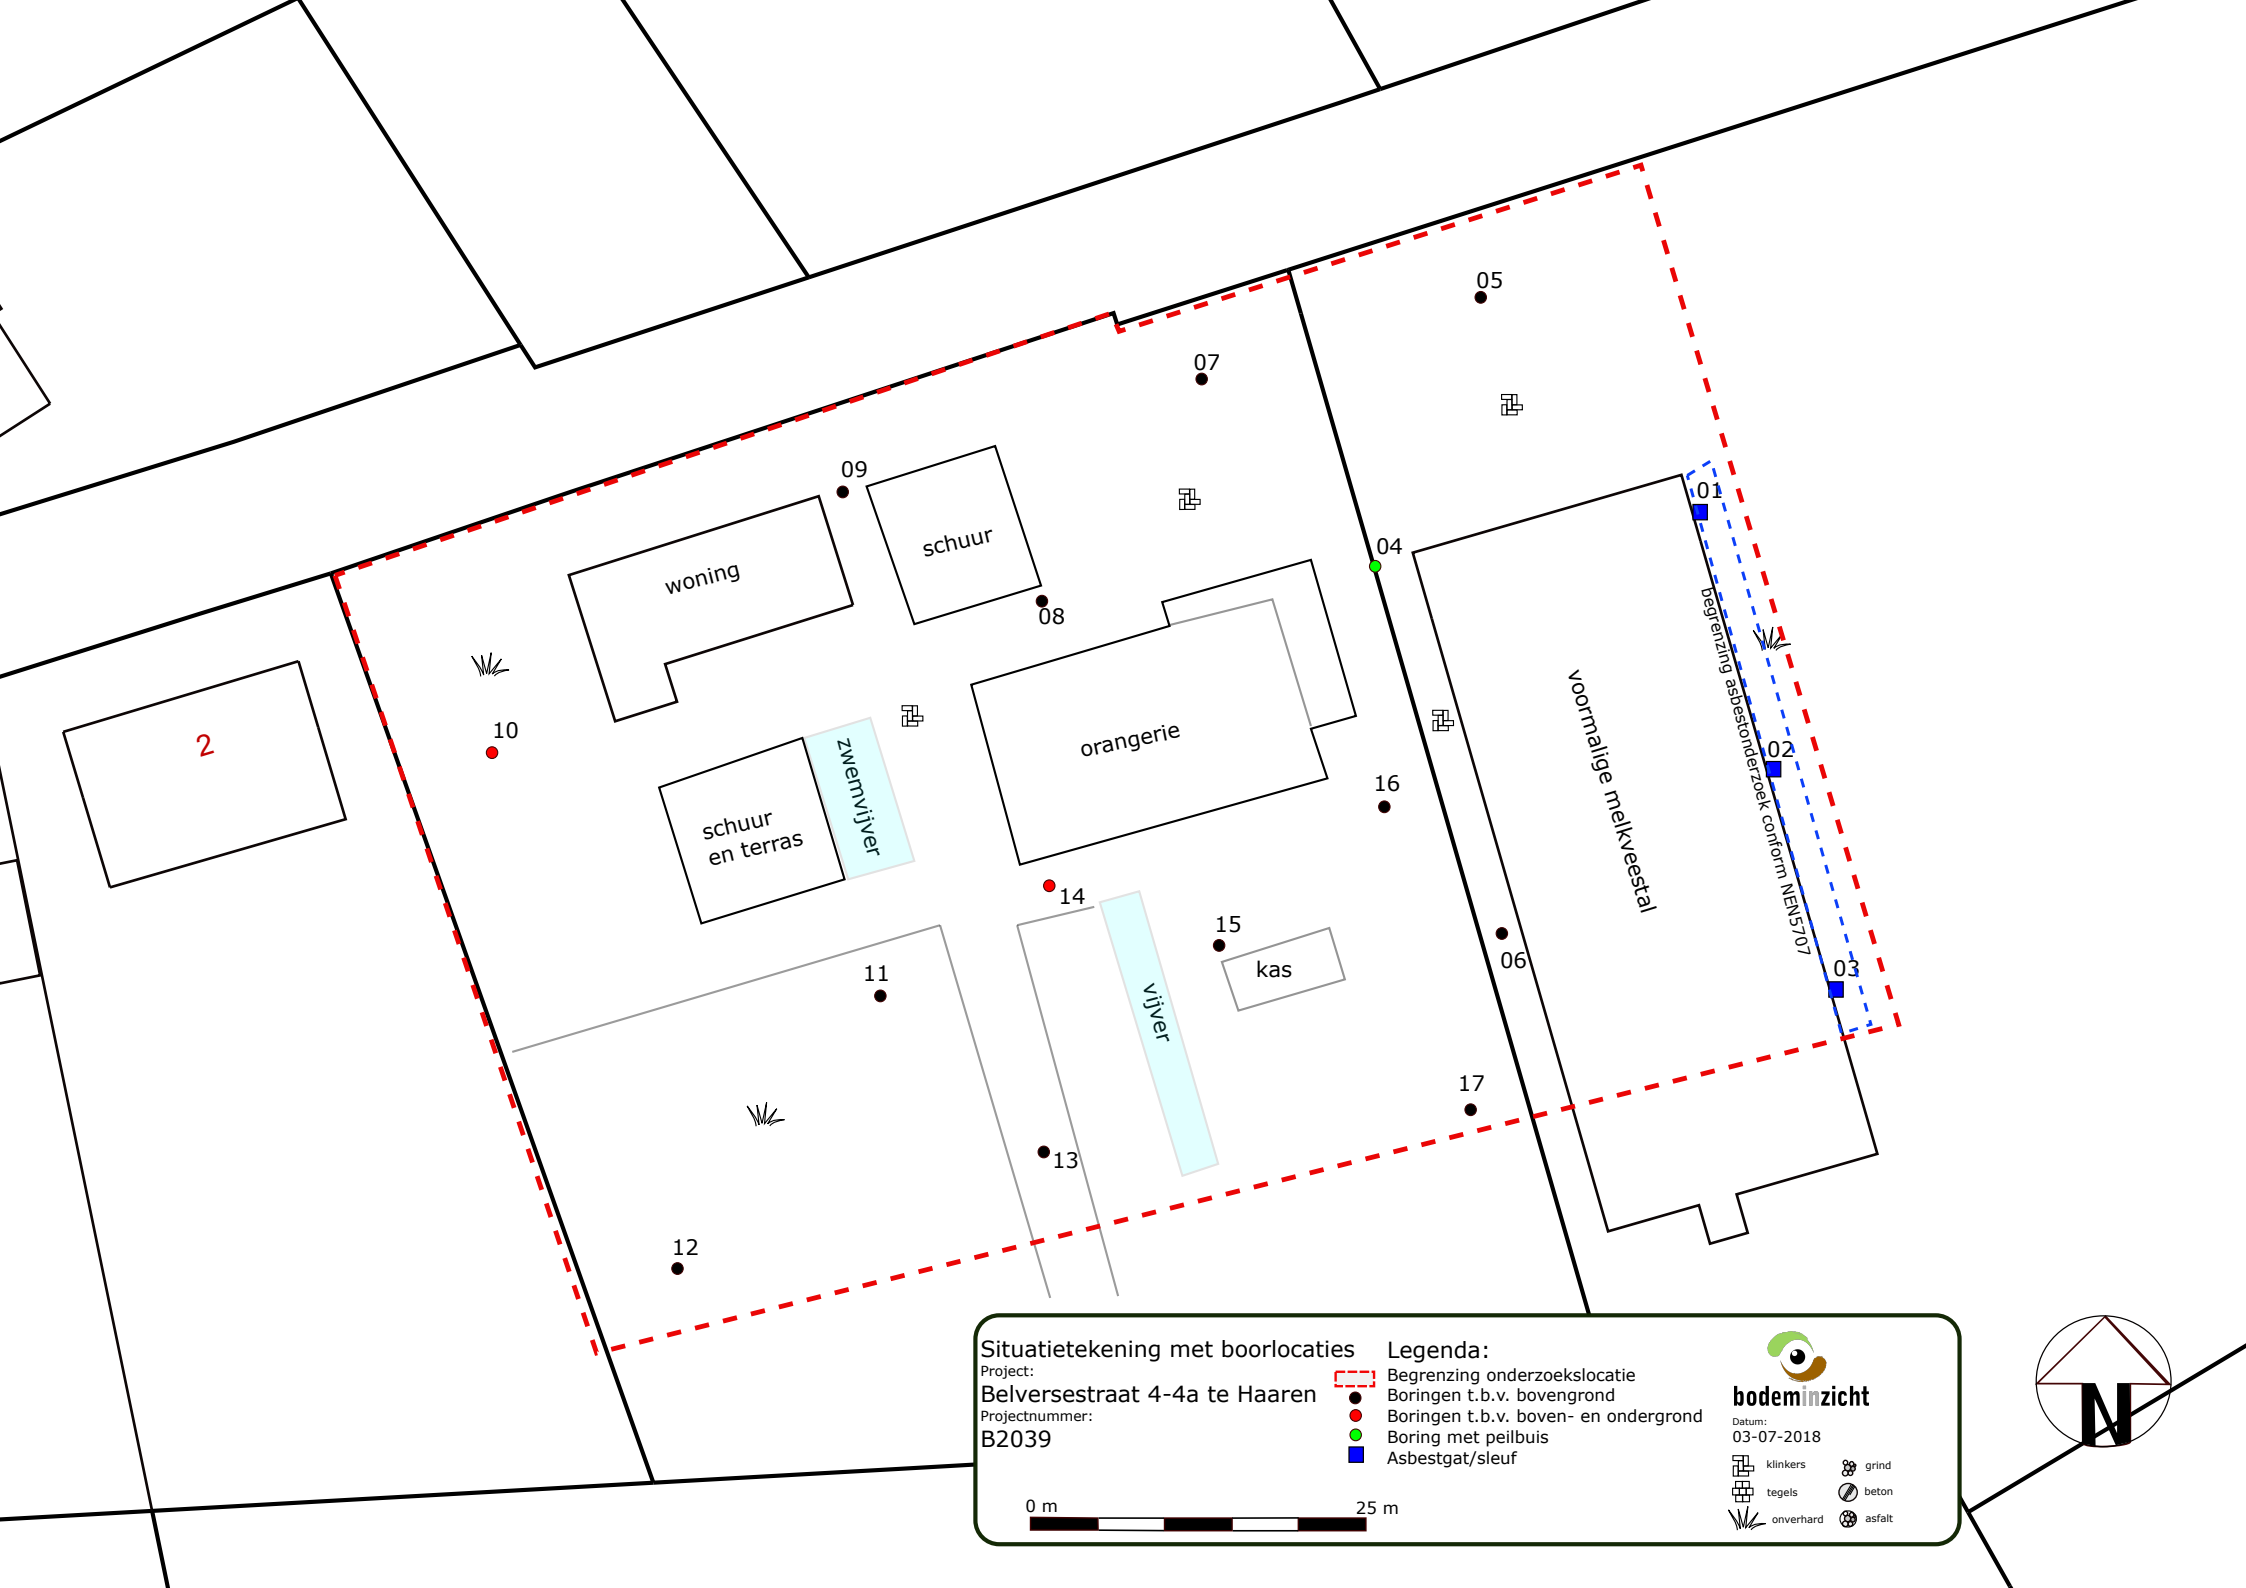 05
07
09
01
schuur
04
woning
08
begrenzing asbestonderzoek conform NEN5707
voormalige melkveestal
10
2
orangerie
zwemvijver
02
16
schuur
en terras
14
15
06
11
kas
03
vijver
17
13
12
Situatietekening met boorlocaties
Project:
Belversestraat 4-4a te Haaren
Projectnummer:
B2039
0 m
25 m
Legenda:
Begrenzing onderzoekslocatie
Boringen t.b.v. bovengrond
Boringen t.b.v. boven- en ondergrond
Boring met peilbuis
Asbestgat/sleuf
bodeminzicht
Datum:
03-07-2018
klinkers
grind
tegels
beton
onverhard
asfalt
N